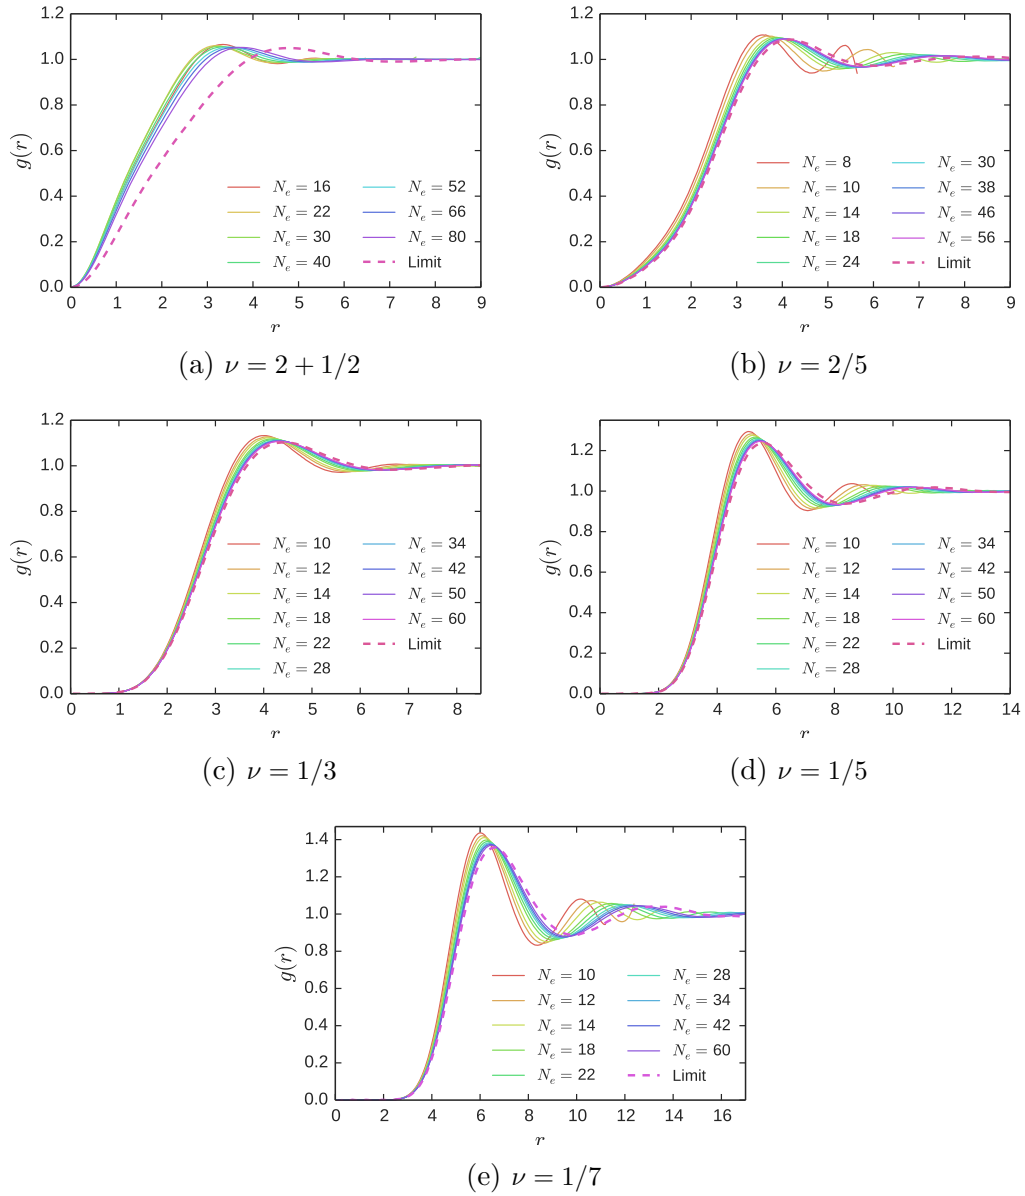 1.2
1.0
0.8
0.6
0.4
0.2
0.0
g(r)
0 1 2 3 4 5 6 7 8 9
r
N_e = 16
N_e = 22
N_e = 30
N_e = 40
N_e = 52
N_e = 66
N_e = 80
Limit
(a) ν = 2 + 1/2
1.2
1.0
0.8
0.6
0.4
0.2
0.0
g(r)
0 1 2 3 4 5 6 7 8 9
r
N_e = 8
N_e = 10
N_e = 14
N_e = 18
N_e = 24
N_e = 30
N_e = 38
N_e = 46
N_e = 56
Limit
(b) ν = 2/5
1.2
1.0
0.8
0.6
0.4
0.2
0.0
g(r)
0 1 2 3 4 5 6 7 8
r
N_e = 10
N_e = 12
N_e = 14
N_e = 18
N_e = 22
N_e = 28
N_e = 34
N_e = 42
N_e = 50
N_e = 60
Limit
(c) ν = 1/3
1.2
1.0
0.8
0.6
0.4
0.2
0.0
g(r)
0 2 4 6 8 10 12 14
r
N_e = 10
N_e = 12
N_e = 14
N_e = 18
N_e = 22
N_e = 28
N_e = 34
N_e = 42
N_e = 50
N_e = 60
Limit
(d) ν = 1/5
1.4
1.2
1.0
0.8
0.6
0.4
0.2
0.0
g(r)
0 2 4 6 8 10 12 14 16
r
N_e = 10
N_e = 12
N_e = 14
N_e = 18
N_e = 22
N_e = 28
N_e = 34
N_e = 42
N_e = 60
Limit
(e) ν = 1/7